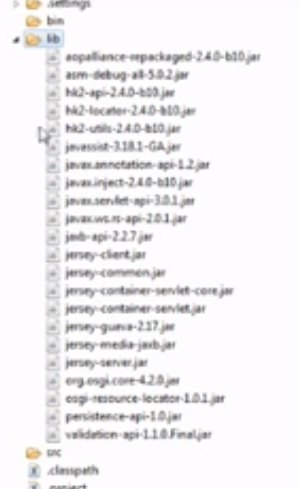 .settings
bin
lib
aopalliance-repackaged-2.4.0-b10.jar
asm-debug-all-5.0.2.jar
hk2-api-2.4.0-b10.jar
hk2-locator-2.4.0-b10.jar
hk2-utils-2.4.0-b10.jar
javassist-3.18.1-GA.jar
javax.annotation-api-1.2.jar
javax.inject-2.4.0-b10.jar
javax.servlet-api-3.0.1.jar
javax.ws.rs-api-2.0.1.jar
jaxb-api-2.2.7.jar
jersey-client.jar
jersey-common.jar
jersey-container-servlet-core.jar
jersey-container-servlet.jar
jersey-guava-2.17.jar
jersey-media-jaxb.jar
jersey-server.jar
org.osgi.core-4.2.0.jar
osgi-resource-locator-1.0.1.jar
persistence-api-1.0.jar
validation-api-1.1.0.Final.jar
src
.classpath
.project